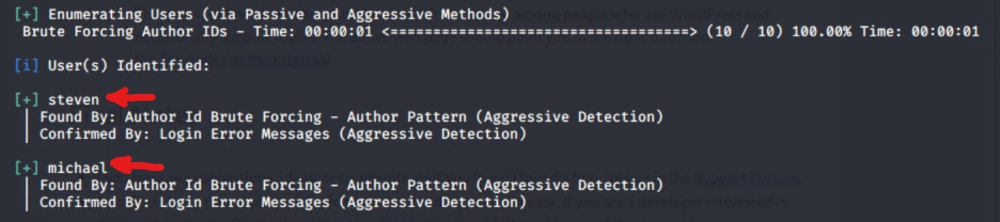 [+] Enumerating Users (via Passive and Aggressive Methods)
Brute Forcing Author IDs - Time: 00:00:01 <===================================> (10 / 10) 100.00% Time: 00:00:01
[i] User(s) Identified:
[+] steven
| Found By: Author Id Brute Forcing - Author Pattern (Aggressive Detection)
| Confirmed By: Login Error Messages (Aggressive Detection)
[+] michael
| Found By: Author Id Brute Forcing - Author Pattern (Aggressive Detection)
| Confirmed By: Login Error Messages (Aggressive Detection)